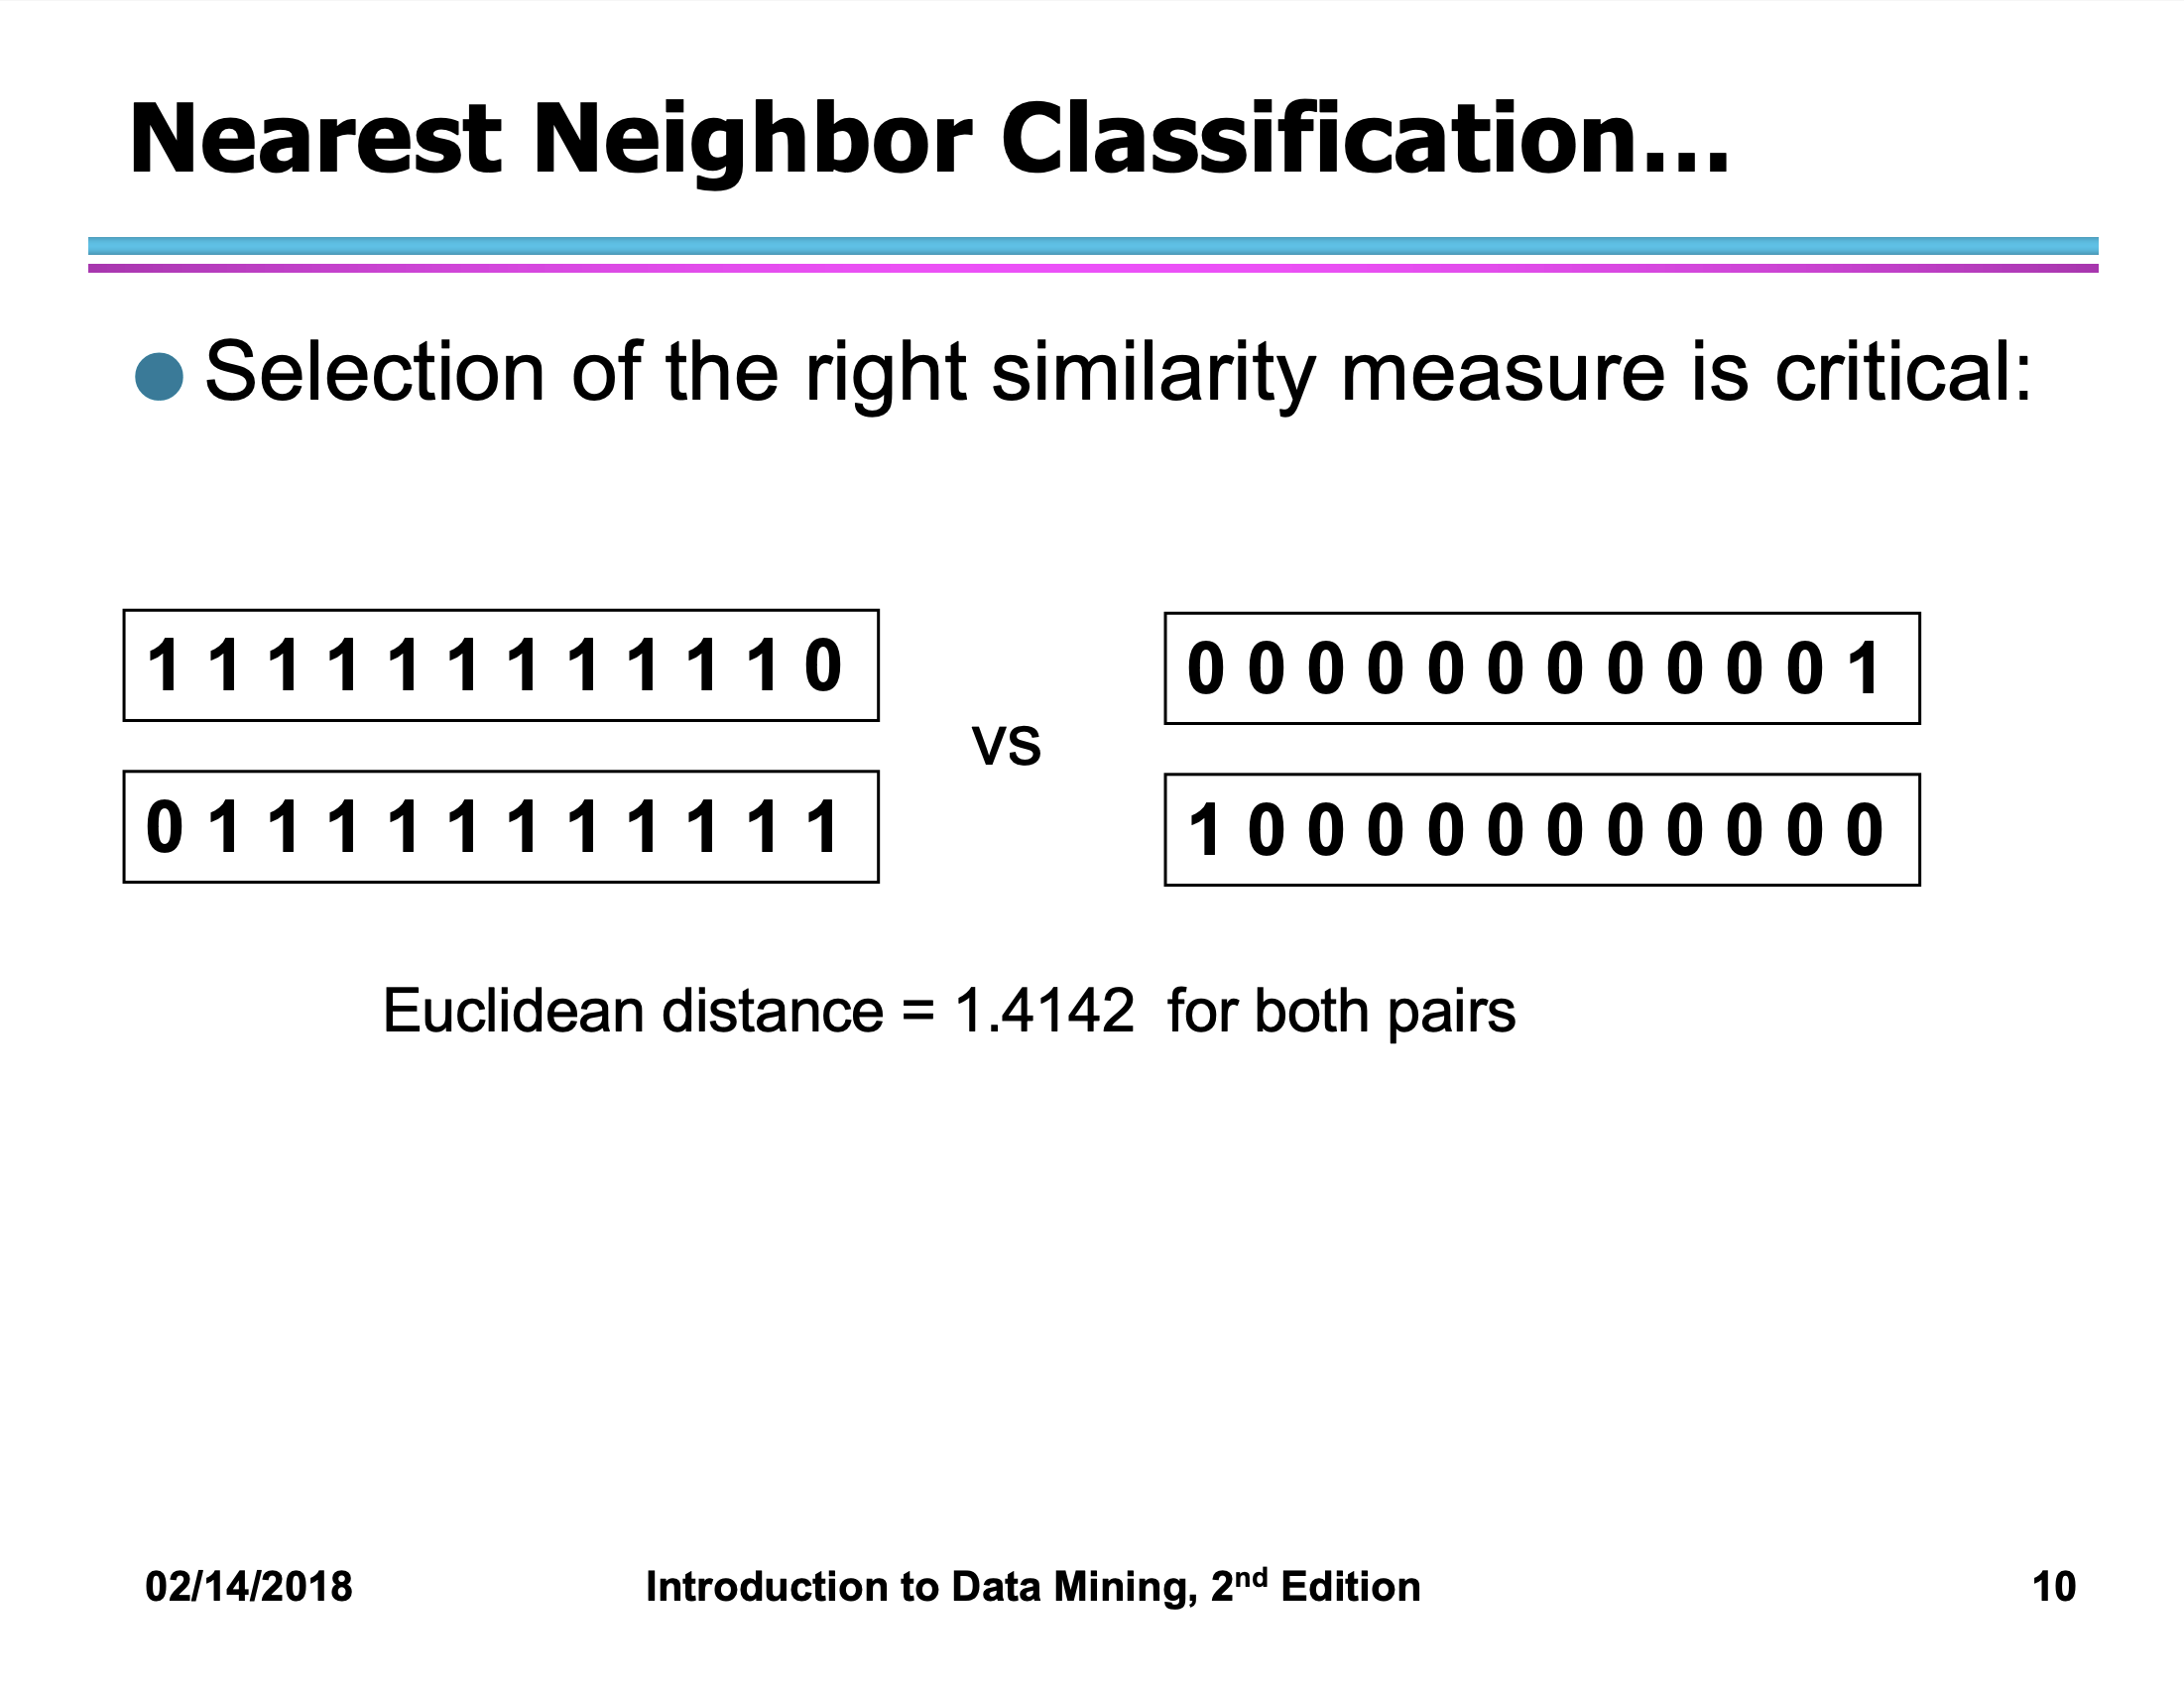 Nearest Neighbor Classification...
Selection of the right similarity measure is critical:
1 1 1 1 1 1 1 1 1 1 1 0
0 1 1 1 1 1 1 1 1 1 1 1
vs
0 0 0 0 0 0 0 0 0 0 0 1
1 0 0 0 0 0 0 0 0 0 0 0
Euclidean distance = 1.4142 for both pairs
02/14/2018
Introduction to Data Mining, 2nd Edition
10